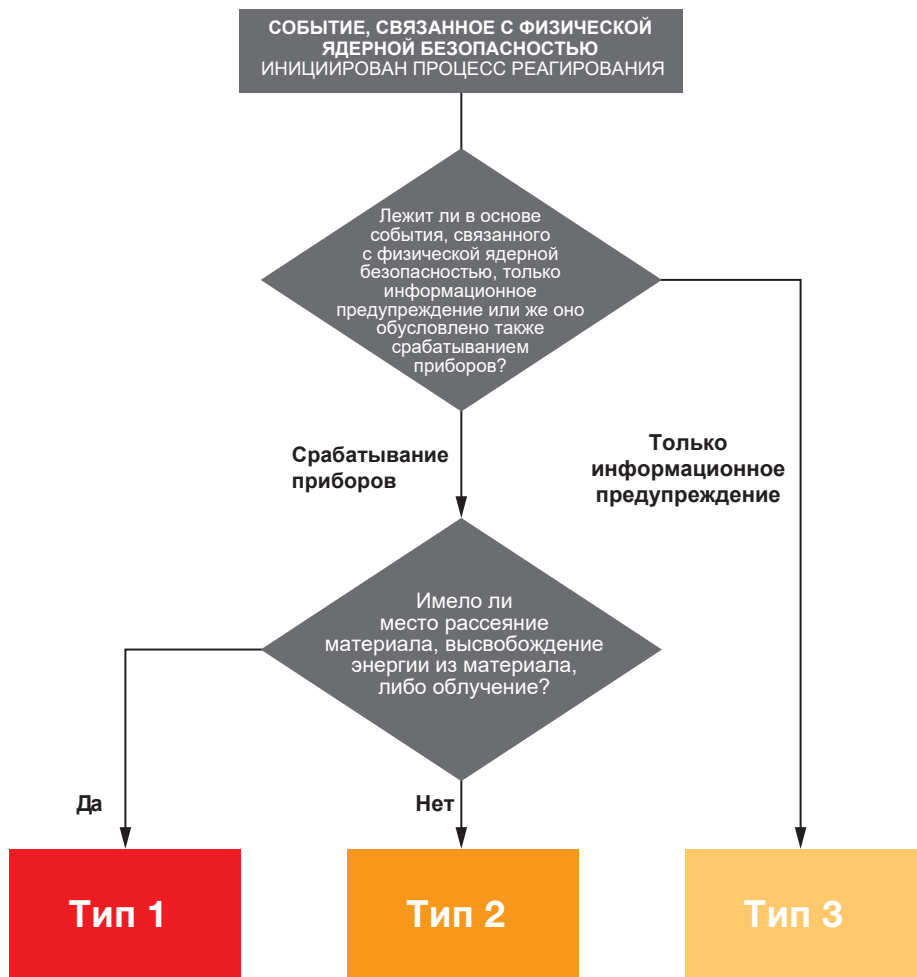 СОБЫТИЕ, СВЯЗАННОЕ С ФИЗИЧЕСКОЙ
ЯДЕРНОЙ БЕЗОПАСНОСТЬЮ
ИНИЦИИРОВАН ПРОЦЕСС РЕАГИРОВАНИЯ
Лежит ли в основе
события, связанного
с физической ядерной
безопасностью, только
информационное
предупреждение или же оно
обусловлено также
срабатыванием
приборов?
Срабатывание
приборов
Только
информационное
предупреждение
Имело ли
место рассеяние
материала, высвобождение
энергии из материала,
либо облучение?
Да
Нет
Тип 1
Тип 2
Тип 3